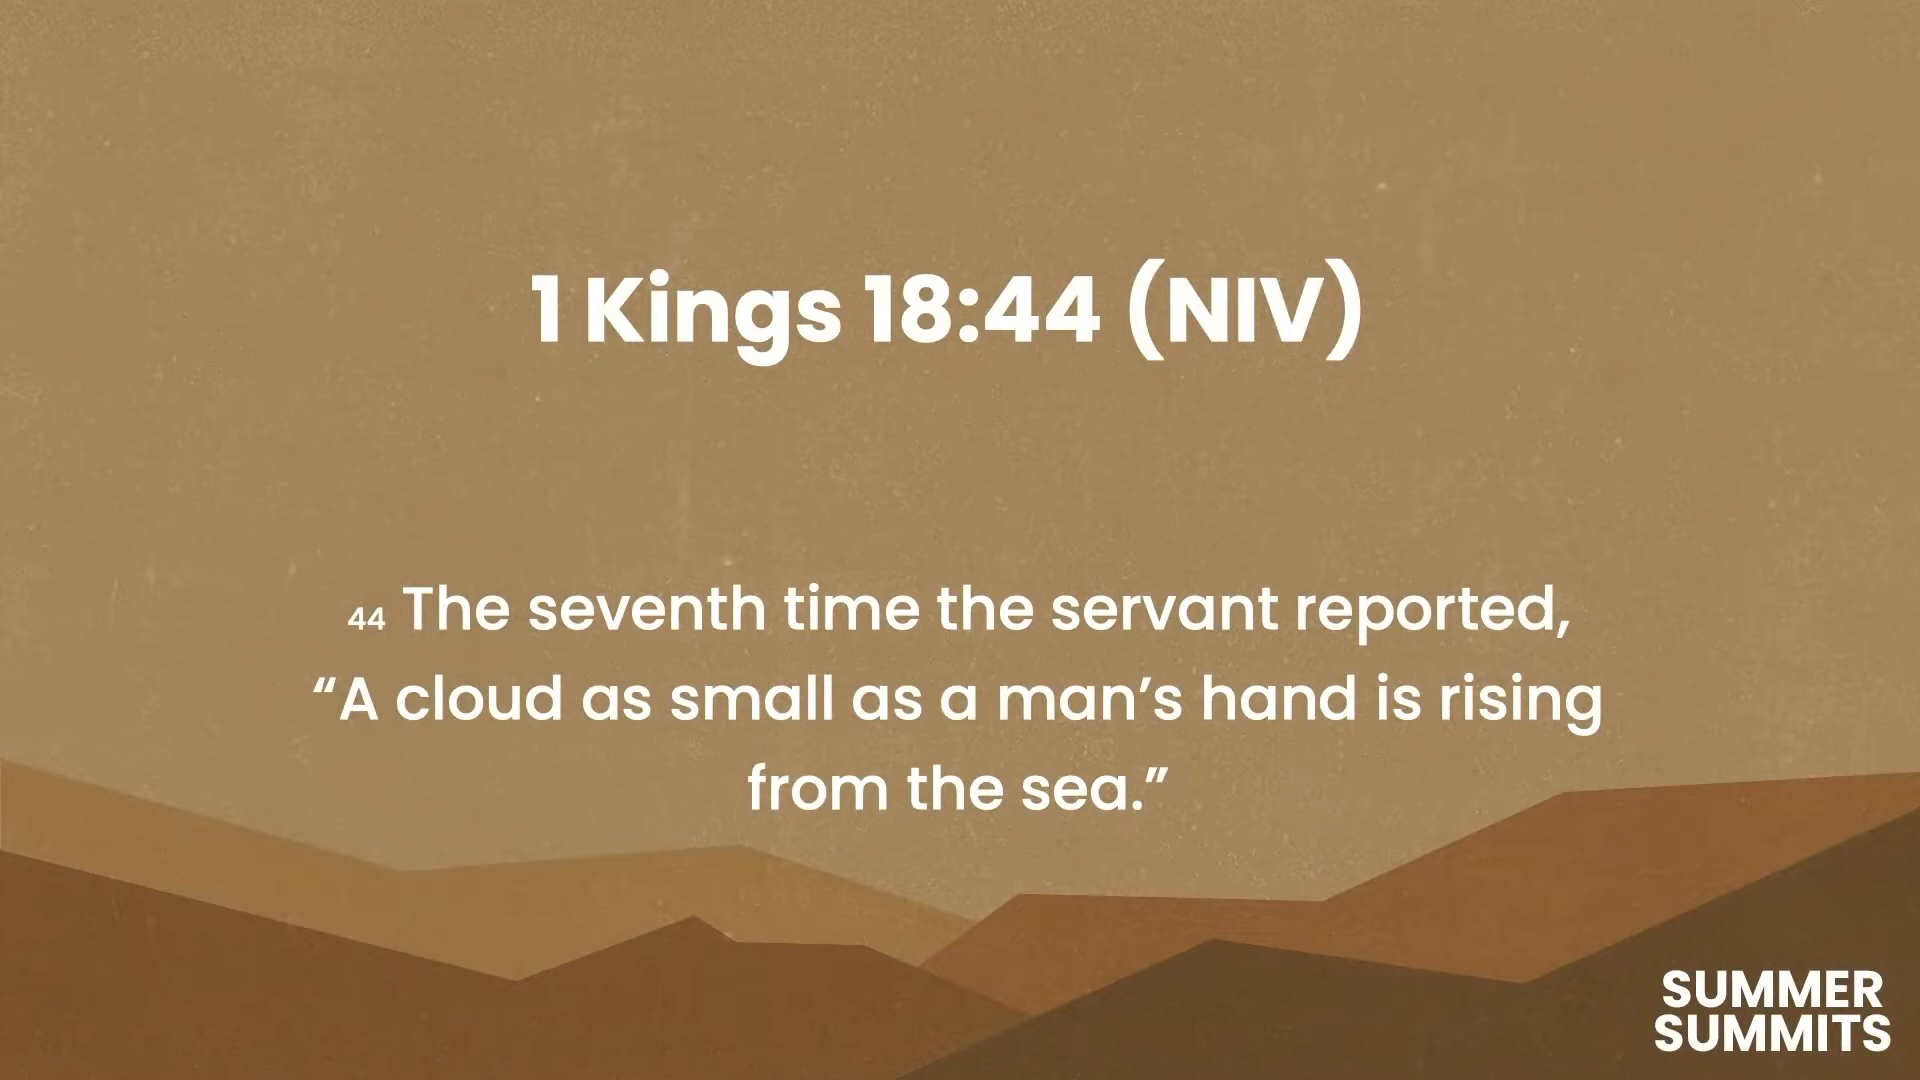 1 Kings 18:44 (NIV)
44 The seventh time the servant reported,
“A cloud as small as a man’s hand is rising
from the sea.”
SUMMER
SUMMITS